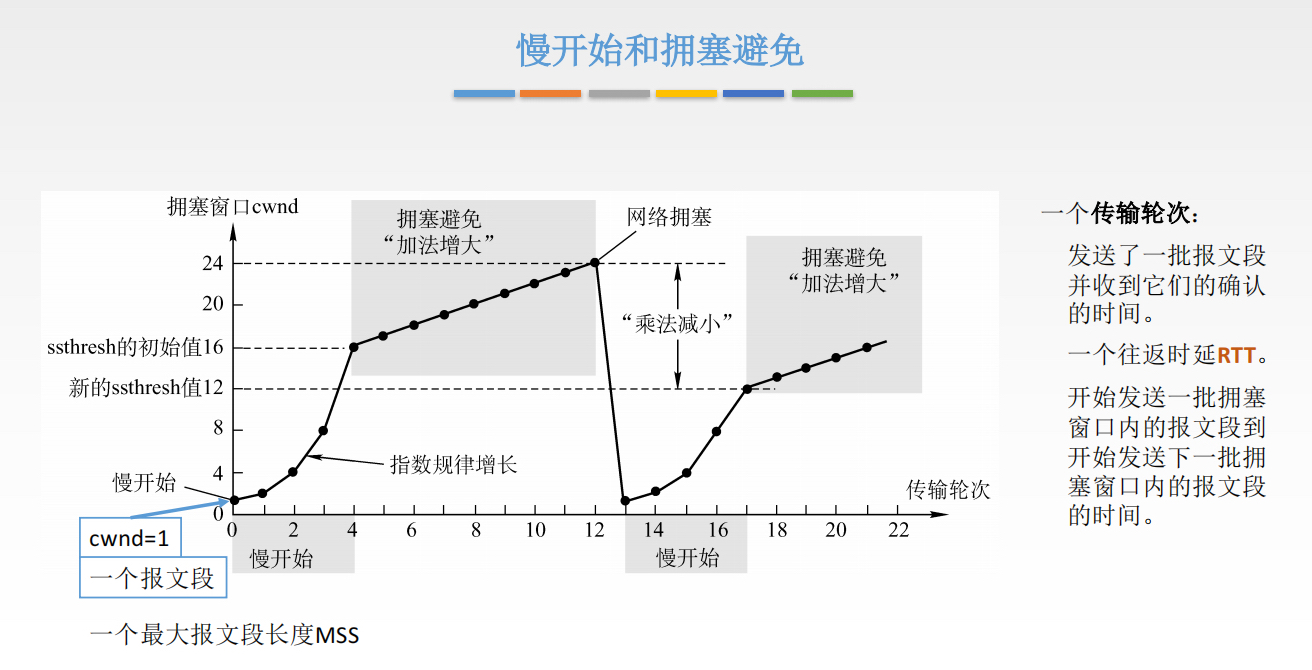 慢开始和拥塞避免
拥塞窗口cwnd
24
20
ssthresh的初始值16
新的ssthresh值12
8
4
0
慢开始
cwnd=1
一个报文段
一个最大报文段长度MSS
拥塞避免
“加法增大”
网络拥塞
“乘法减小”
拥塞避免
“加法增大”
指数规律增长
传输轮次
0 2 4 6 8 10 12 14 16 18 20 22
慢开始
慢开始
一个传输轮次：
发送了一批报文段
并收到它们的确认
的时间。
一个往返时延RTT。
开始发送一批拥塞
窗口内的报文段到
开始发送下一批拥
塞窗口内的报文段
的时间。